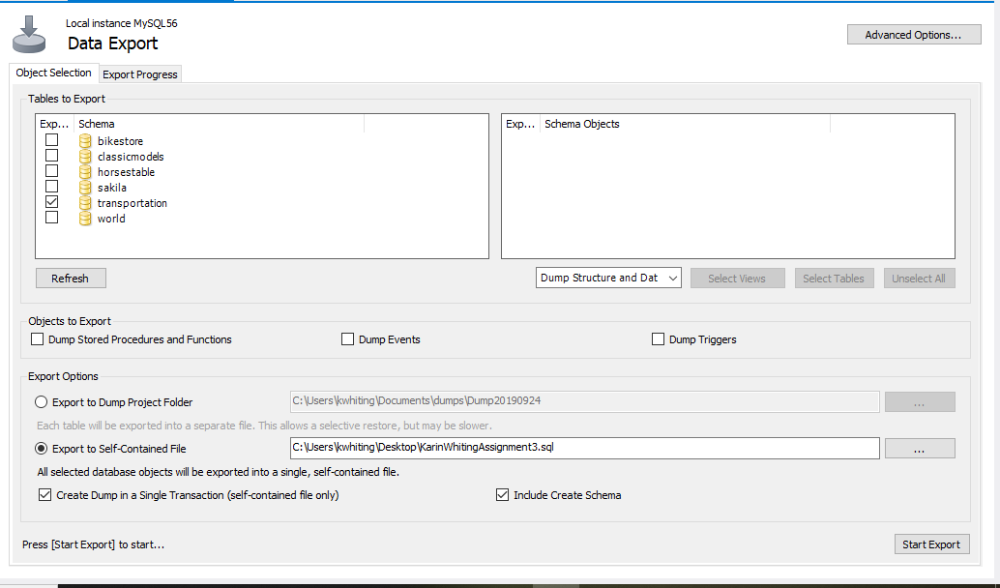 Local instance MySQL56
Data Export
Advanced Options...
Object Selection
Export Progress
Tables to Export
Exp... Schema
bikestore
classicmodels
horsestable
sakila
transportation
world
Exp... Schema Objects
Refresh
Dump Structure and Dat
Select Views
Select Tables
Unselect All
Objects to Export
Dump Stored Procedures and Functions
Dump Events
Dump Triggers
Export Options
Export to Dump Project Folder
C:\Users\kwhiting\Documents\dumps\Dump20190924
...
Each table will be exported into a separate file. This allows a selective restore, but may be slower.
Export to Self-Contained File
C:\Users\kwhiting\Desktop\KarinWhitingAssignment3.sql
...
All selected database objects will be exported into a single, self-contained file.
Create Dump in a Single Transaction (self-contained file only)
Include Create Schema
Press [Start Export] to start...
Start Export